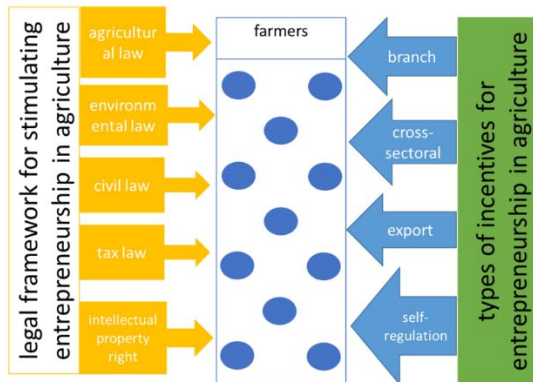 legal framework for stimulating
entrepreneurship in agriculture
agricultur
al law
environm
ental law
civil law
tax law
intellectual
property
right
farmers
branch
cross-
sectoral
export
self-
regulation
types of incentives for
entrepreneurship in agriculture